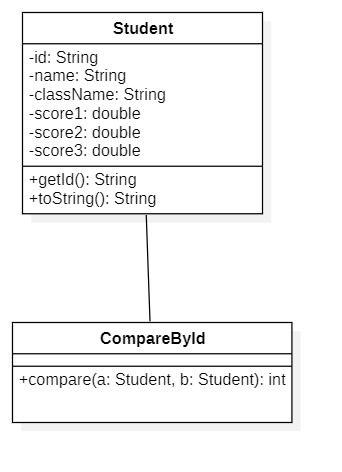 Student
-id: String
-name: String
-className: String
-score1: double
-score2: double
-score3: double
+getId(): String
+toString(): String
CompareById
+compare(a: Student, b: Student): int